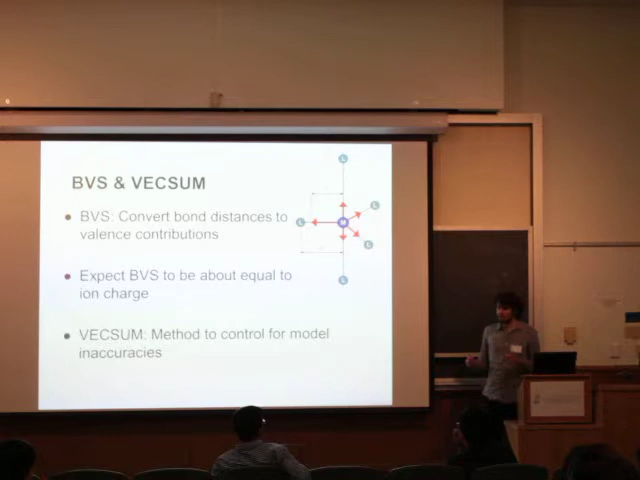 BVS & VECSUM
• BVS: Convert bond distances to
valence contributions
• Expect BVS to be about equal to
ion charge
• VECSUM: Method to control for model
inaccuracies
L
L
L
M
L
L